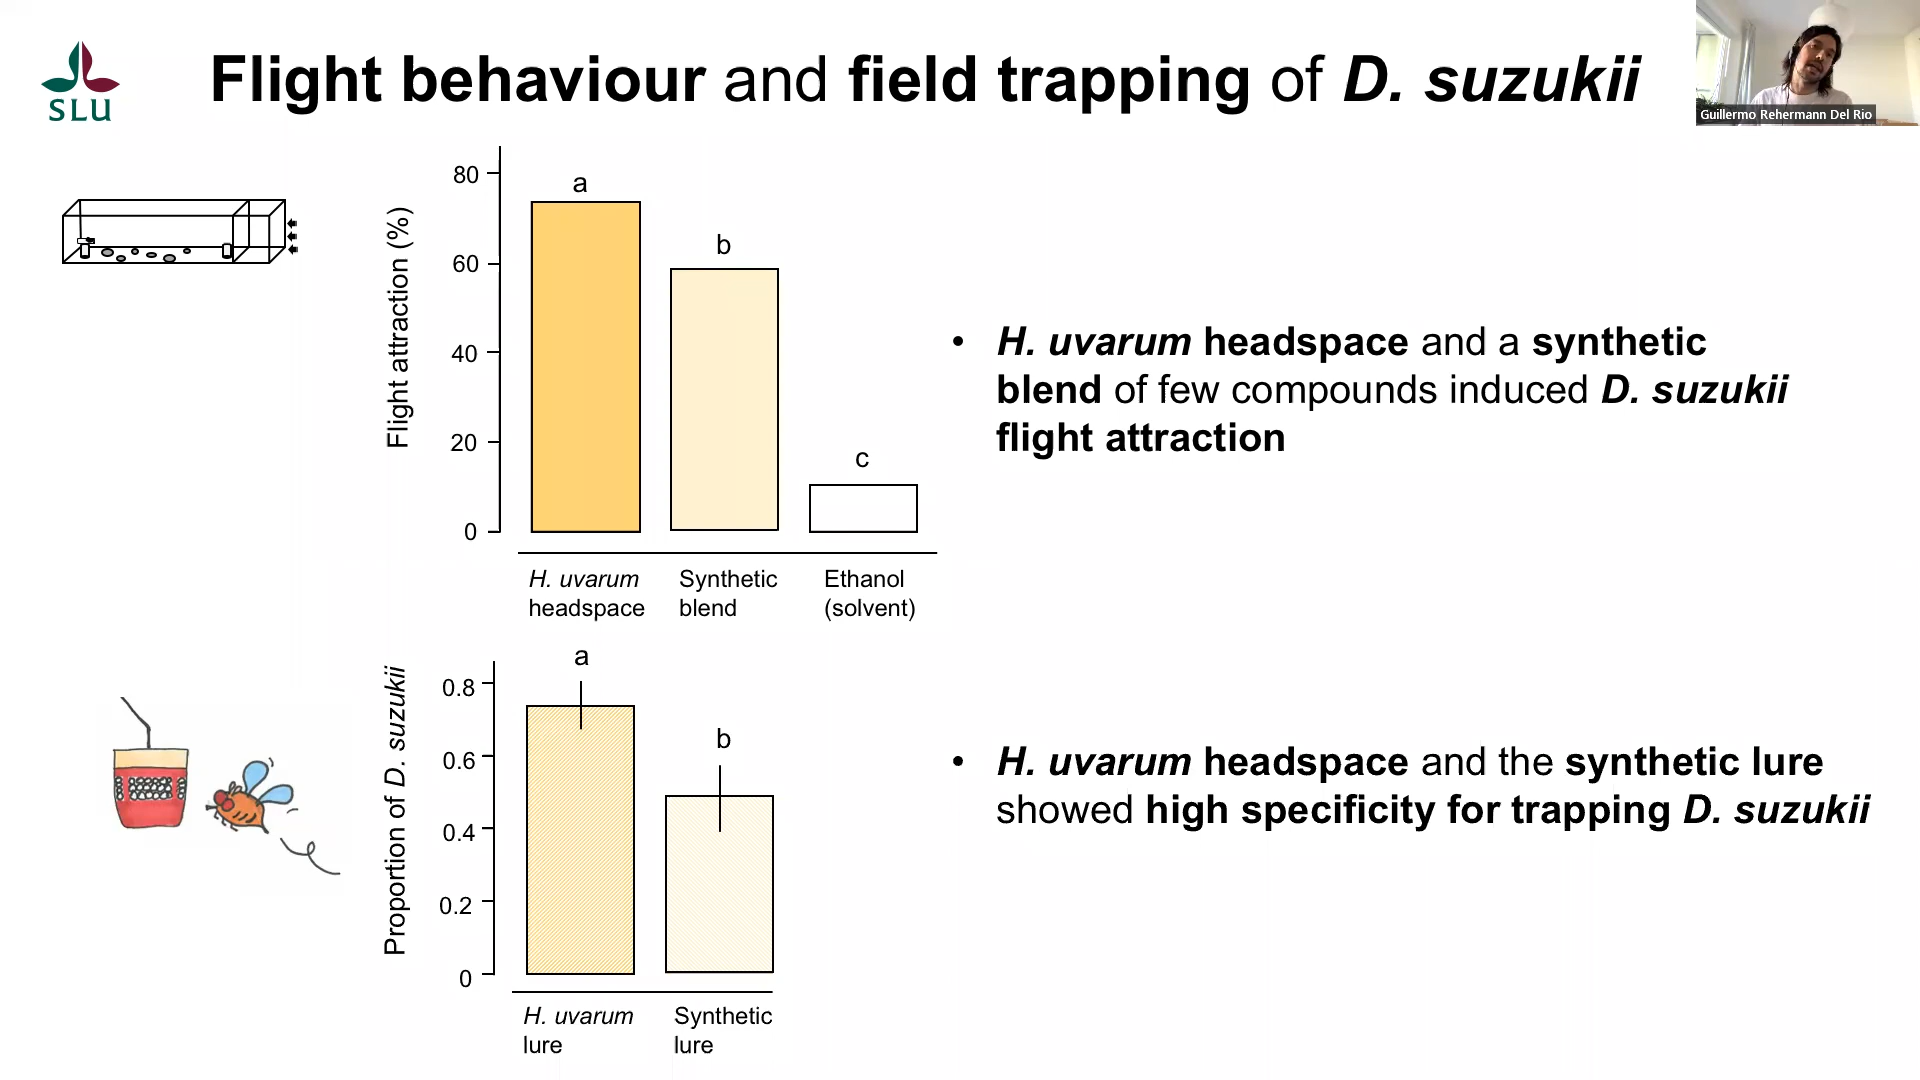 Flight behaviour and field trapping of D. suzukii
SLU
Guillermo Rehermann Del Rio
Flight attraction (%)
80
60
40
20
0
a
b
c
H. uvarum
headspace
Synthetic
blend
Ethanol
(solvent)
• H. uvarum headspace and a synthetic
blend of few compounds induced D. suzukii
flight attraction
Proportion of D. suzukii
0.8
0.6
0.4
0.2
0
a
b
H. uvarum
lure
Synthetic
lure
• H. uvarum headspace and the synthetic lure
showed high specificity for trapping D. suzukii